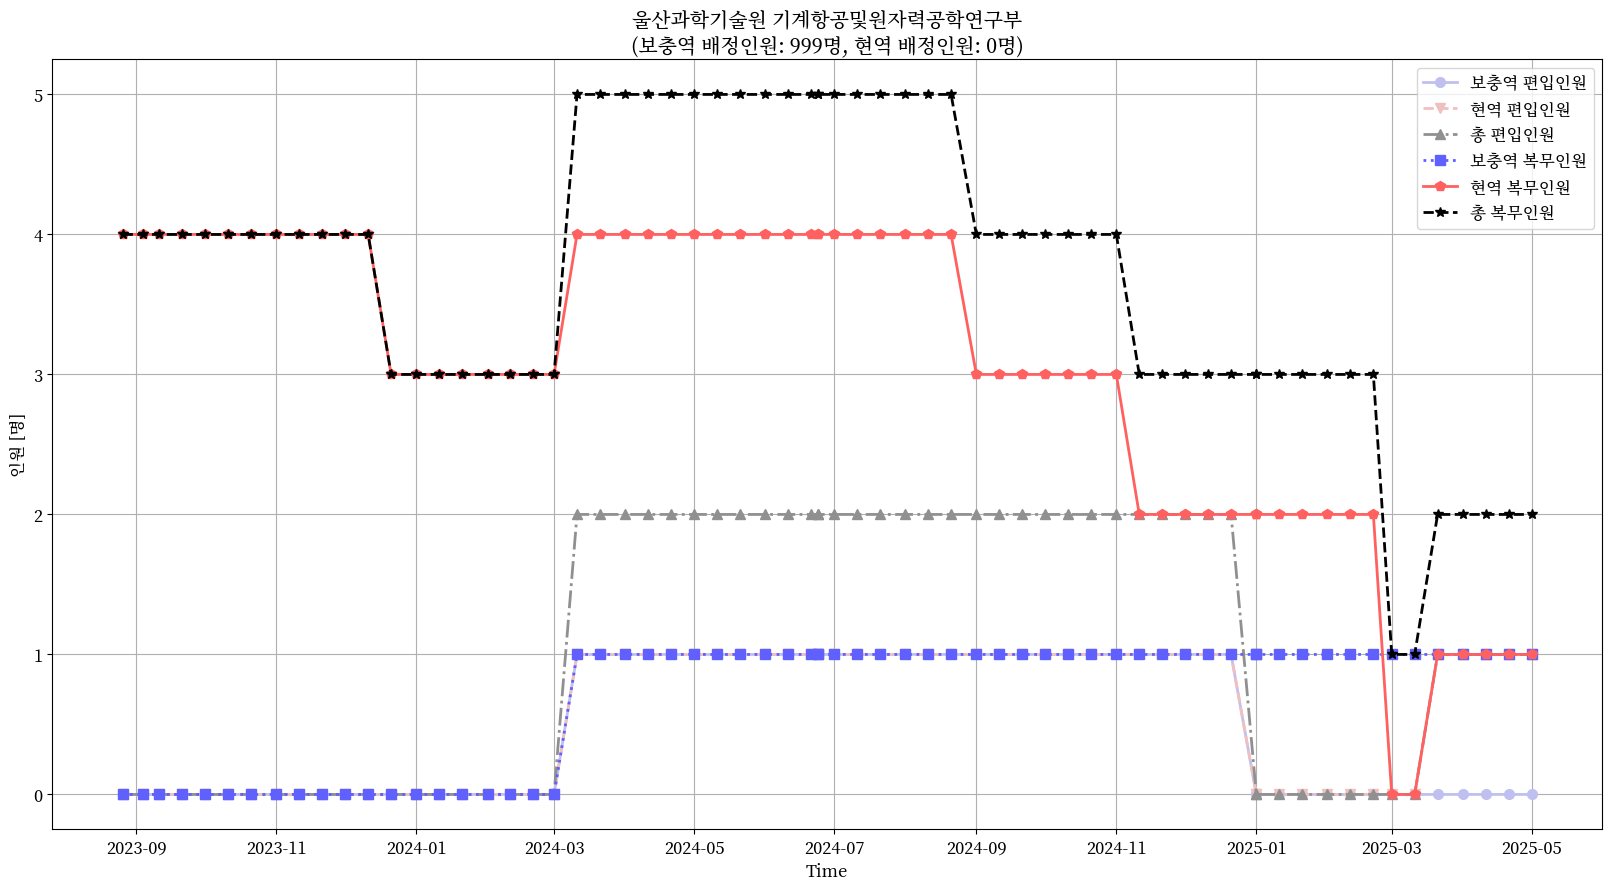 울산과학기술원 기계항공및원자력공학연구부
(보충역 배정인원: 999명, 현역 배정인원: 0명)
보충역 편입인원
현역 편입인원
총 편입인원
보충역 복무인원
현역 복무인원
총 복무인원
인원 [명]
5
4
3
2
1
0
2023-09
2023-11
2024-01
2024-03
2024-05
2024-07
2024-09
2024-11
2025-01
2025-03
2025-05
Time